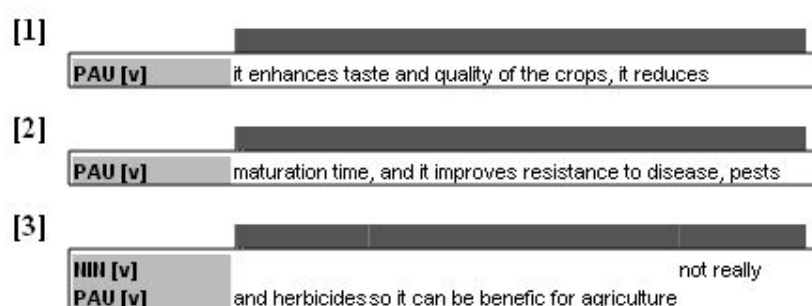 [1]
PAU [v] it enhances taste and quality of the crops, it reduces
[2]
PAU [v] maturation time, and it improves resistance to disease, pests
[3]
NIN [v] not really
PAU [v] and herbicides so it can be benefic for agriculture